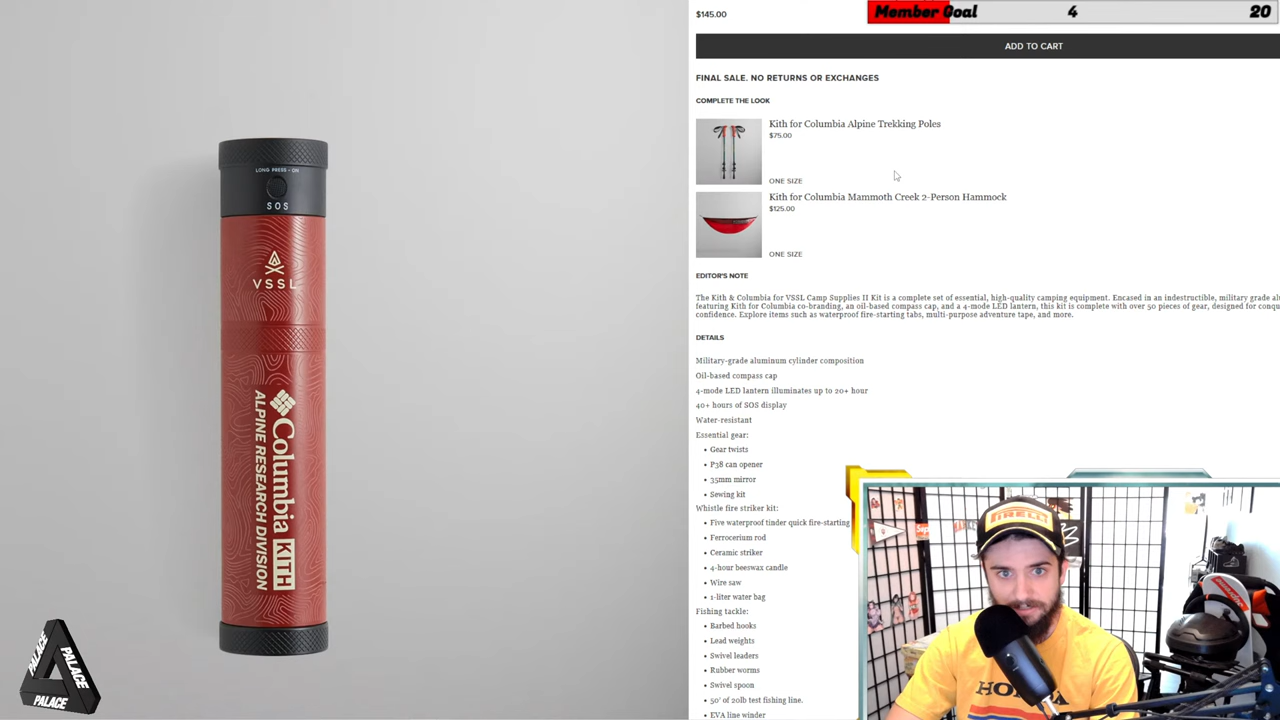 $145.00
Member Goal 4 20
ADD TO CART
FINAL SALE. NO RETURNS OR EXCHANGES
COMPLETE THE LOOK
Kith for Columbia Alpine Trekking Poles
$75.00
ONE SIZE
Kith for Columbia Mammoth Creek 2-Person Hammock
$125.00
ONE SIZE
EDITOR'S NOTE
The Kith & Columbia for VSSL Camp Supplies II Kit is a complete set of essential, high-quality camping equipment. Encased in an indestructible, military grade
featuring Kith for Columbia co-branding, an oil-based compass cap, and a 4-mode LED lantern, this kit is complete with over 50 pieces of gear, designed for
confidence. Explore items such as waterproof fire-starting tabs, multi-purpose adventure tape, and more.
DETAILS
Military-grade aluminum cylinder composition
Oil-based compass cap
4-mode LED lantern illuminates up to 20+ hour
40+ hours of SOS display
Water-resistant
Essential gear:
• Gear twists
• P38 can opener
• 35mm mirror
• Sewing kit
Whistle fire striker kit:
• Five waterproof tinder quick fire-starting
• Ferrocerium rod
• Ceramic striker
• 4-hour beeswax candle
• Wire saw
• 1-liter water bag
Fishing tackle:
• Barbed hooks
• Lead weights
• Swivel leaders
• Rubber worms
• Swivel spoon
• 50' of 20lb test fishing line.
• EVA line winder
LONG PRESS - ON
SOS
VSSL
Columbia KITH
ALPINE RESEARCH DIVISION
PALACE
PIRELLI
Supreme
HONDA